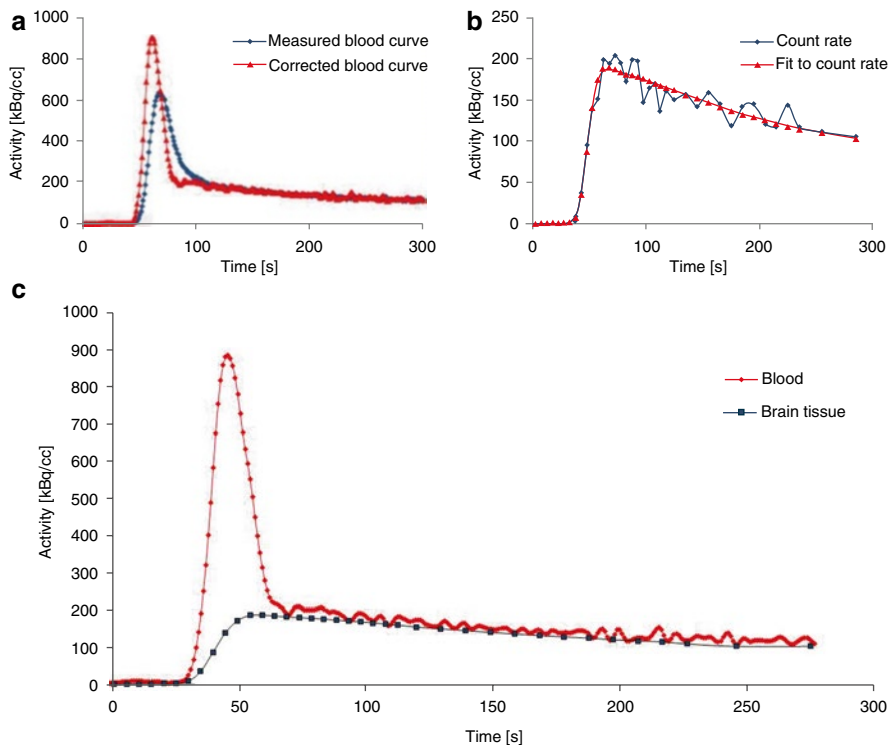 a
1000
800
600
400
200
0
Activity [kBq/cc]
Measured blood curve
Corrected blood curve
0
100
200
300
Time [s]
b
250
200
150
100
50
0
Activity [kBq/cc]
Count rate
Fit to count rate
0
100
200
300
Time [s]
c
1000
900
800
700
600
500
400
300
200
100
0
Activity [kBq/cc]
Blood
Brain tissue
0
50
100
150
200
250
300
Time [s]